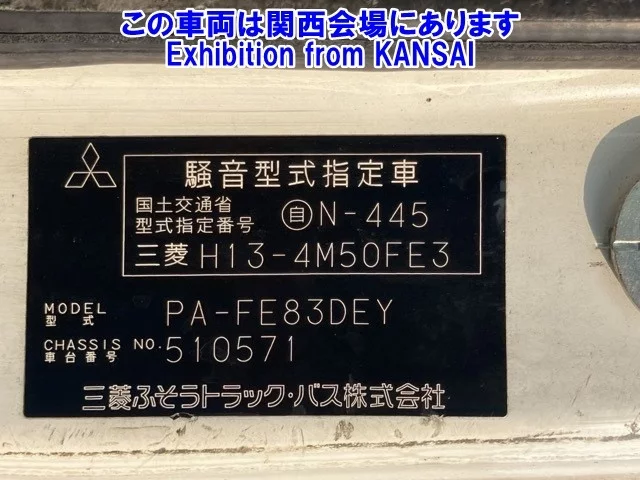 この車両は関西会場にあります
Exhibition from KANSAI
騒音型式指定車
国土交通省
型式指定番号 自N-445
三菱 H13-4M50FE3
MODEL
型式 PA-FE83DEY
CHASSIS NO.
車台番号 510571
三菱ふそうトラック・バス株式会社